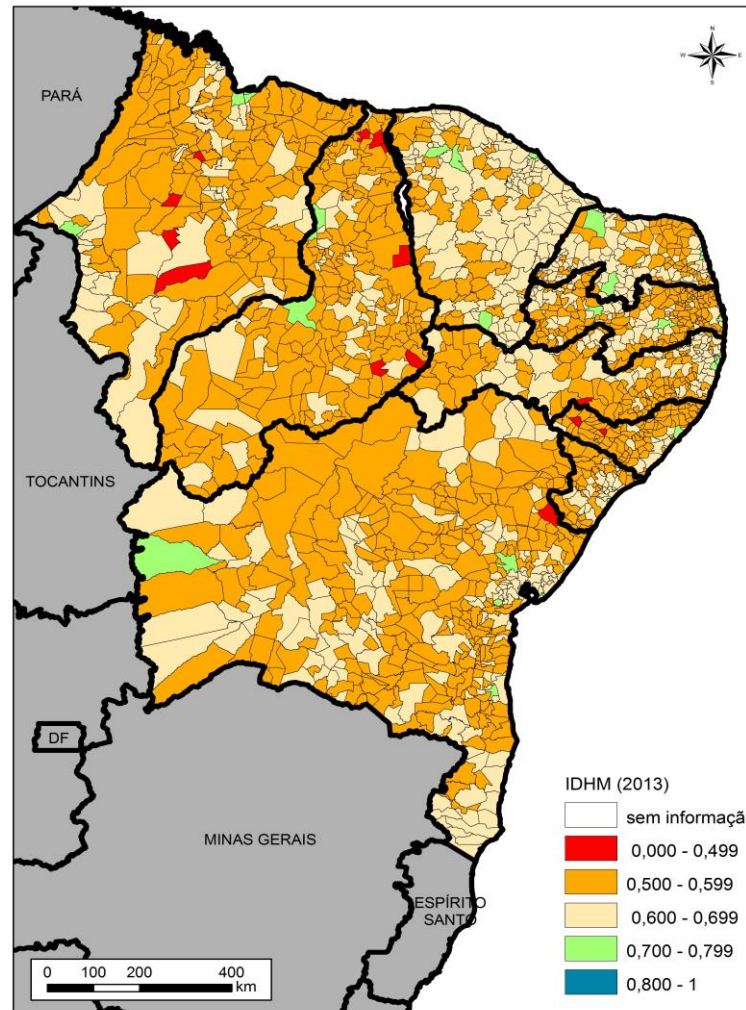 N
W E
S
PARÁ
TOCANTINS
DF
MINAS GERAIS
ESPÍRITO
SANTO
IDHM (2013)
sem informaçã
0,000 - 0,499
0,500 - 0,599
0,600 - 0,699
0,700 - 0,799
0,800 - 1
0 100 200 400
km